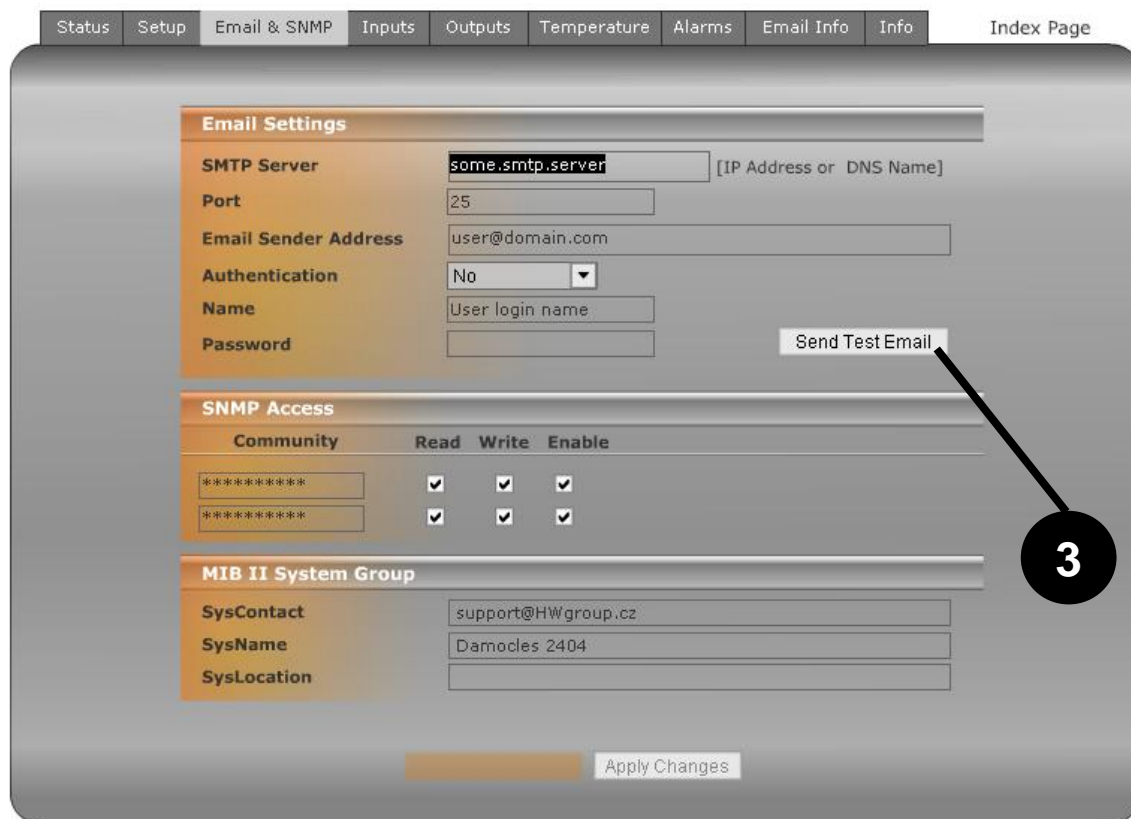 Status Setup Email & SNMP Inputs Outputs Temperature Alarms Email Info Info Index Page
Email Settings
SMTP Server some.smtp.server [IP Address or DNS Name]
Port 25
Email Sender Address user@domain.com
Authentication No
Name User login name
Password Send Test Email
SNMP Access
Community Read Write Enable
**********
**********
3
MIB II System Group
SysContact support@HWgroup.cz
SysName Damocles 2404
SysLocation
Apply Changes